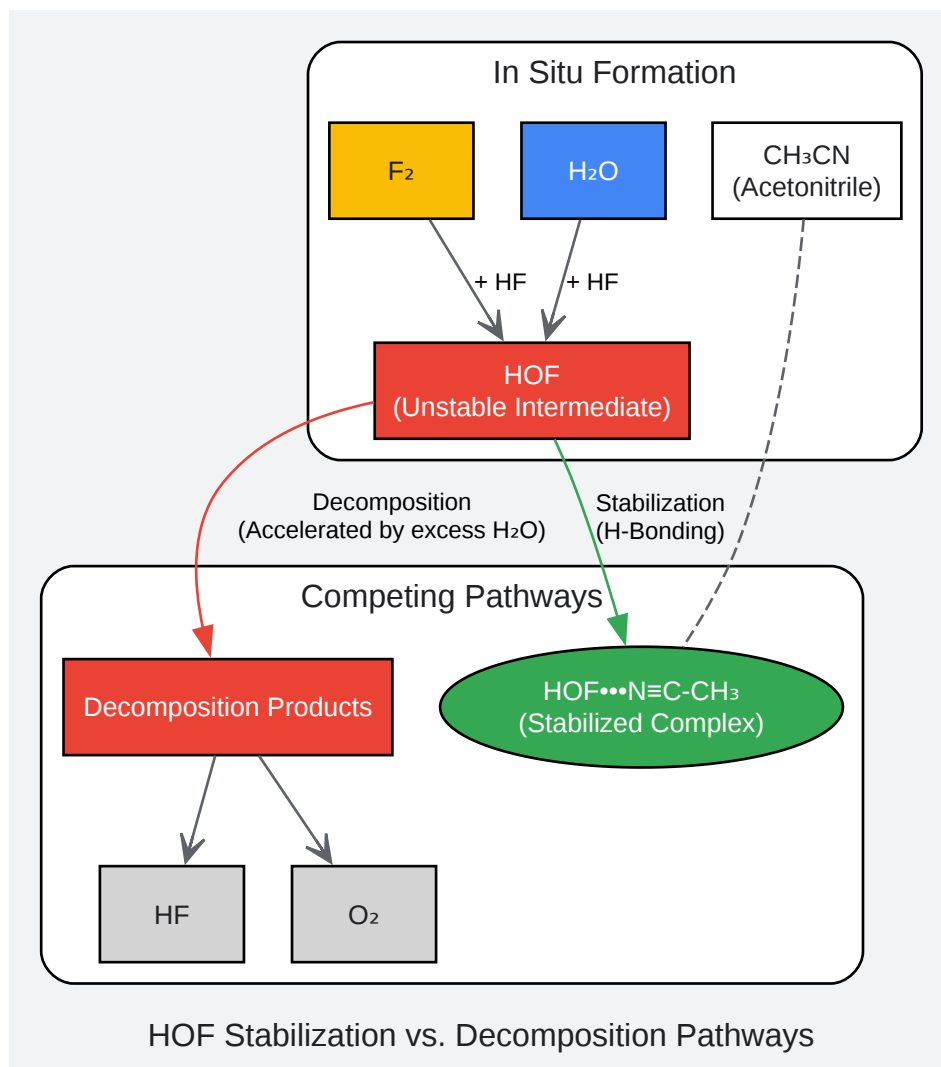 In Situ Formation
F₂
H₂O
CH₃CN
(Acetonitrile)
+ HF
+ HF
HOF
(Unstable Intermediate)
Decomposition
(Accelerated by excess H₂O)
Stabilization
(H-Bonding)
Competing Pathways
Decomposition Products
HOF•••N≡C-CH₃
(Stabilized Complex)
HF
O₂
HOF Stabilization vs. Decomposition Pathways